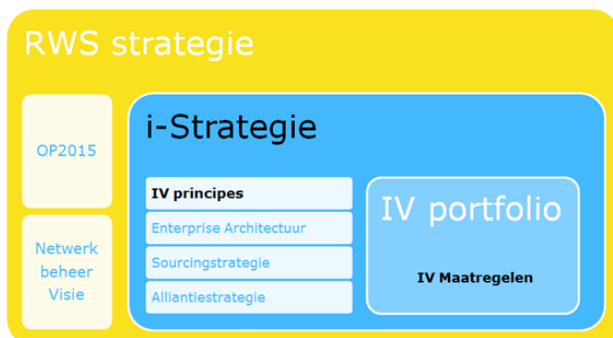 RWS strategie
OP2015
Netwerk
beheer
Visie
i-Strategie
IV principes
Enterprise Architectuur
Sourcingstrategie
Alliantiestrategie
IV portfolio
IV Maatregelen